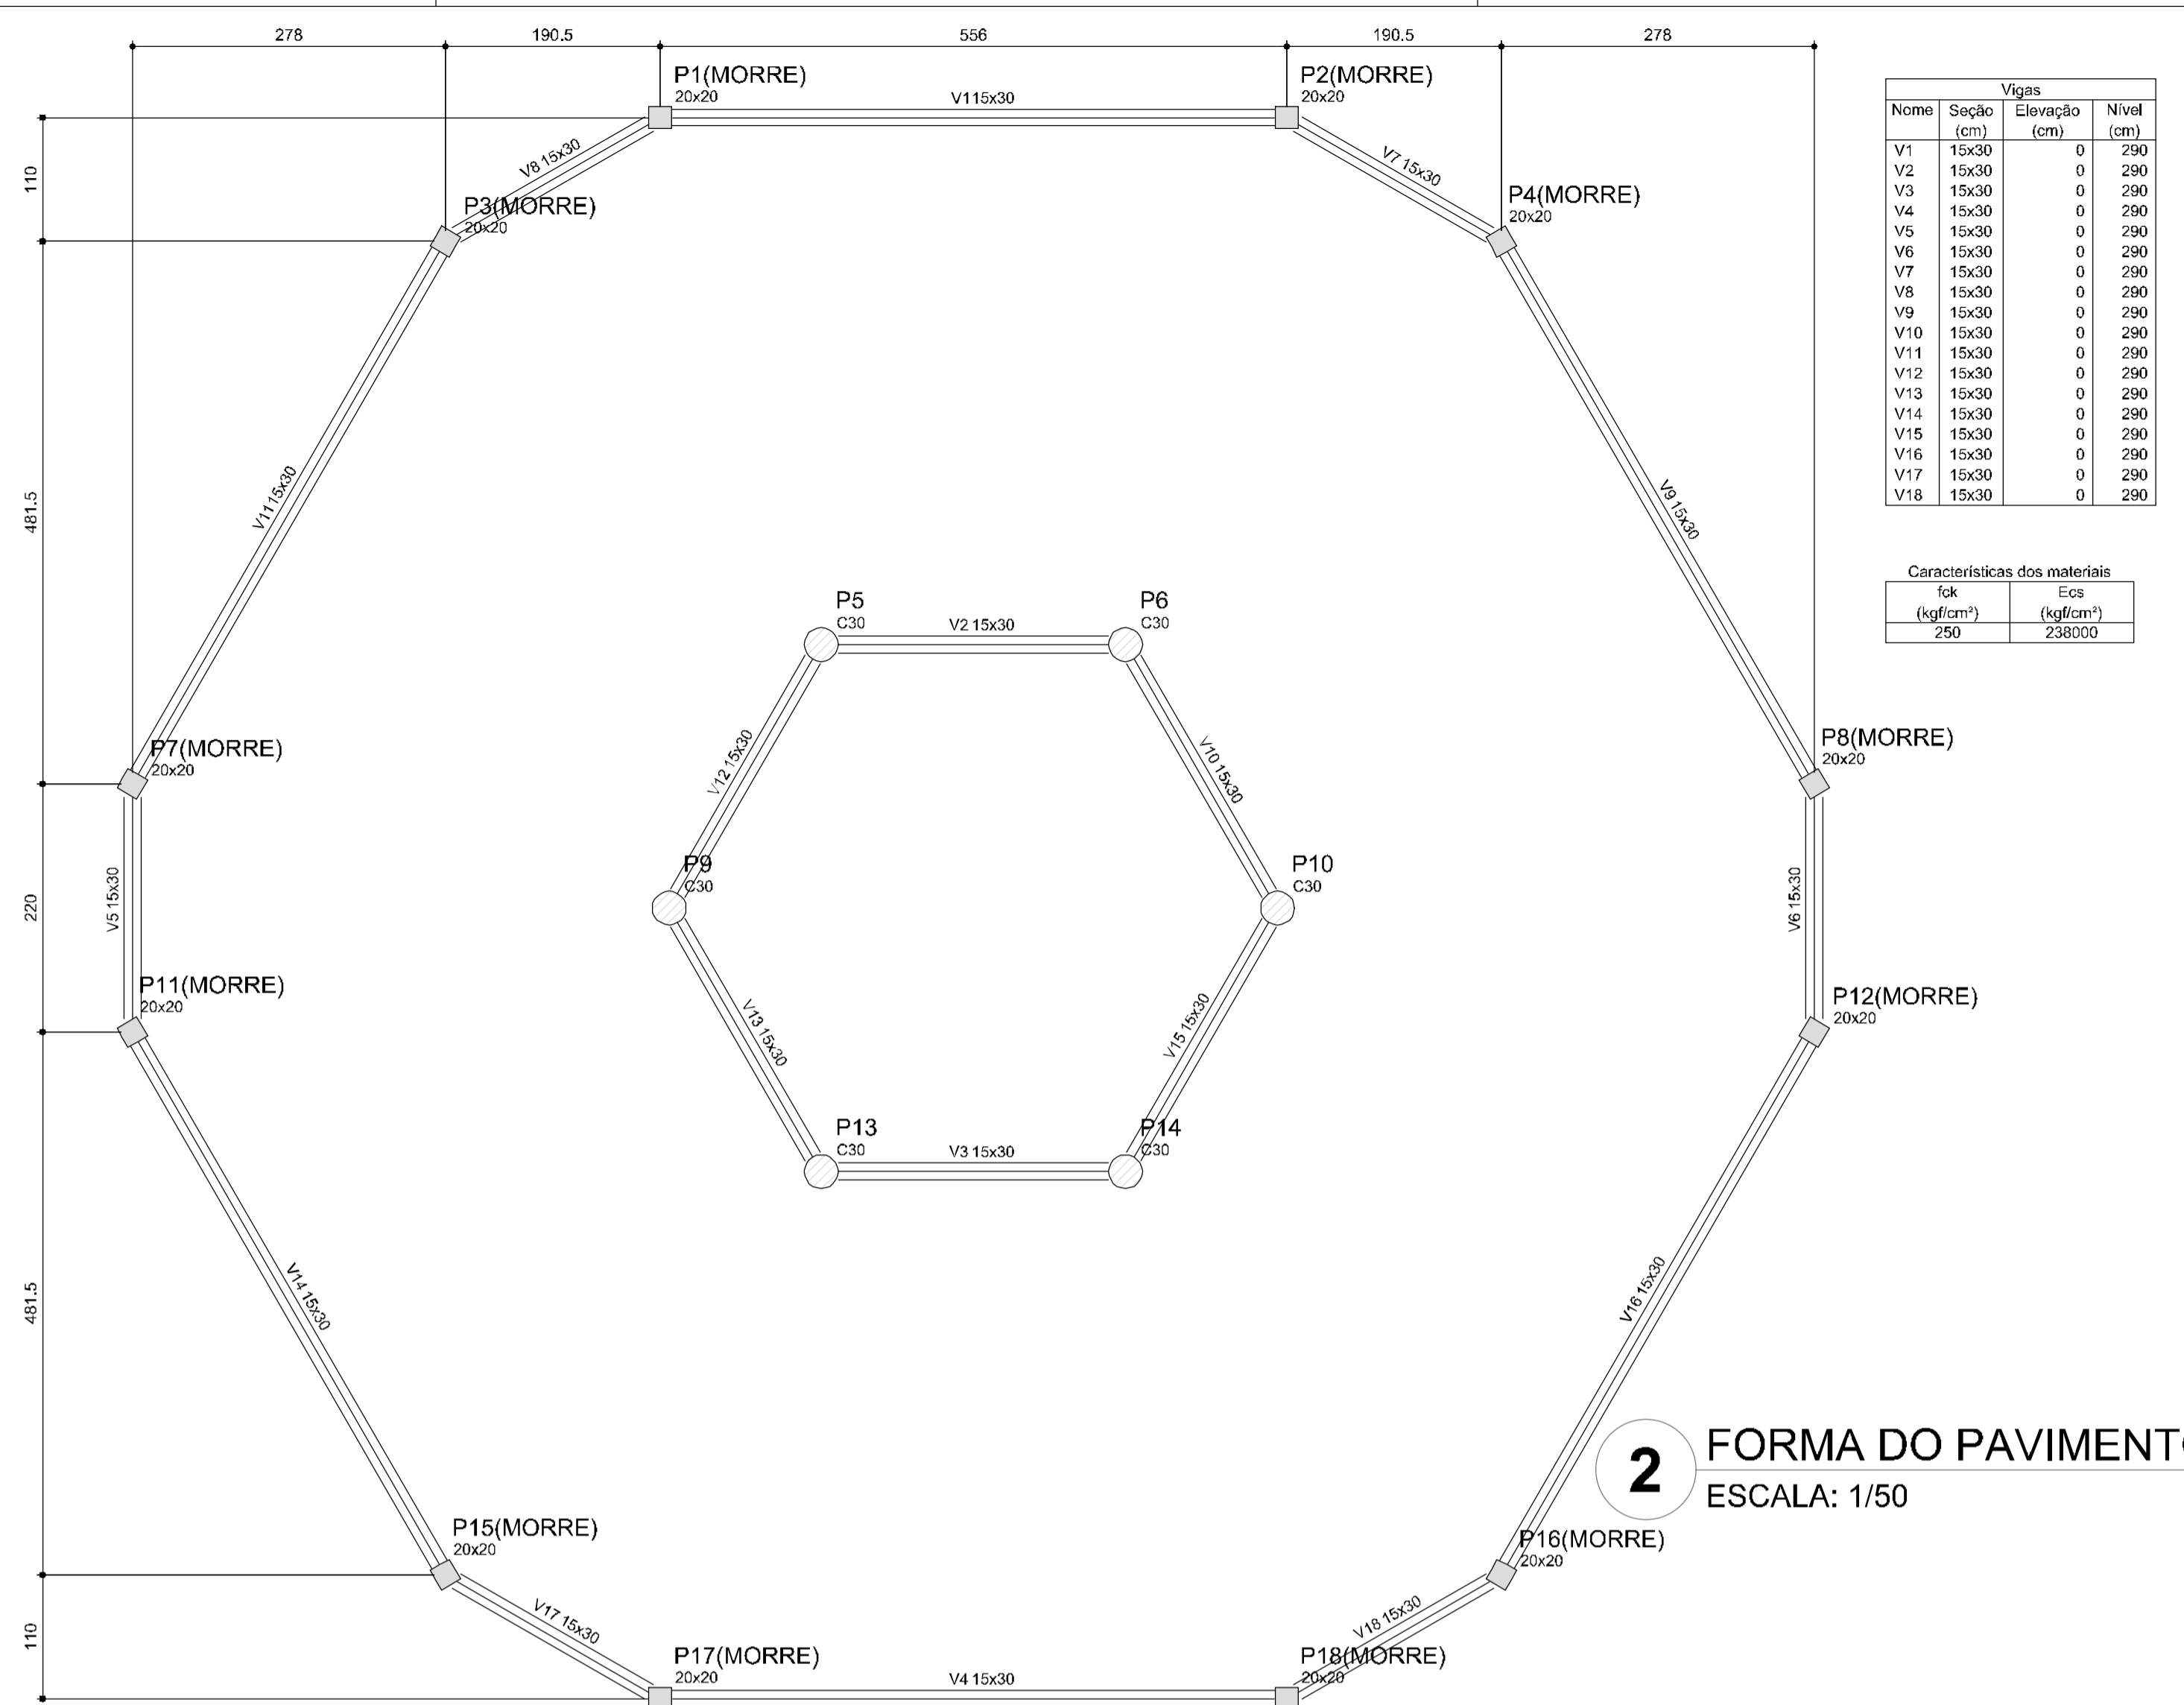 278
190.5
556
190.5
278
P1(MORRE)
20x20
V115x30
P2(MORRE)
20x20
V8 15x30
V7 15x30
110
P3(MORRE)
20x20
P4(MORRE)
20x20
Vigas
Nome Seção Elevação Nível
(cm) (cm) (cm)
V1 15x30 0 290
V2 15x30 0 290
V3 15x30 0 290
V4 15x30 0 290
V5 15x30 0 290
V6 15x30 0 290
V7 15x30 0 290
V8 15x30 0 290
V9 15x30 0 290
V10 15x30 0 290
V11 15x30 0 290
V12 15x30 0 290
V13 15x30 0 290
V14 15x30 0 290
V15 15x30 0 290
V16 15x30 0 290
V17 15x30 0 290
V18 15x30 0 290
481.5
V11 15x30
V9 15x30
Características dos materiais
fck Ecs
(kgf/cm²) (kgf/cm²)
250 238000
P5
C30
V2 15x30
P6
C30
P7(MORRE)
20x20
V12 15x30
V10 15x30
P8(MORRE)
20x20
220
V5 15x30
P9
C30
P10
C30
V6 15x30
P11(MORRE)
20x20
V13 15x30
V15 15x30
P12(MORRE)
20x20
P13
C30
V3 15x30
P14
C30
481.5
V14 15x30
V16 15x30
2
FORMA DO PAVIMENTO
ESCALA: 1/50
P15(MORRE)
20x20
P16(MORRE)
20x20
110
V17 15x30
V18 15x30
P17(MORRE)
20x20
V4 15x30
P18(MORRE)
20x20